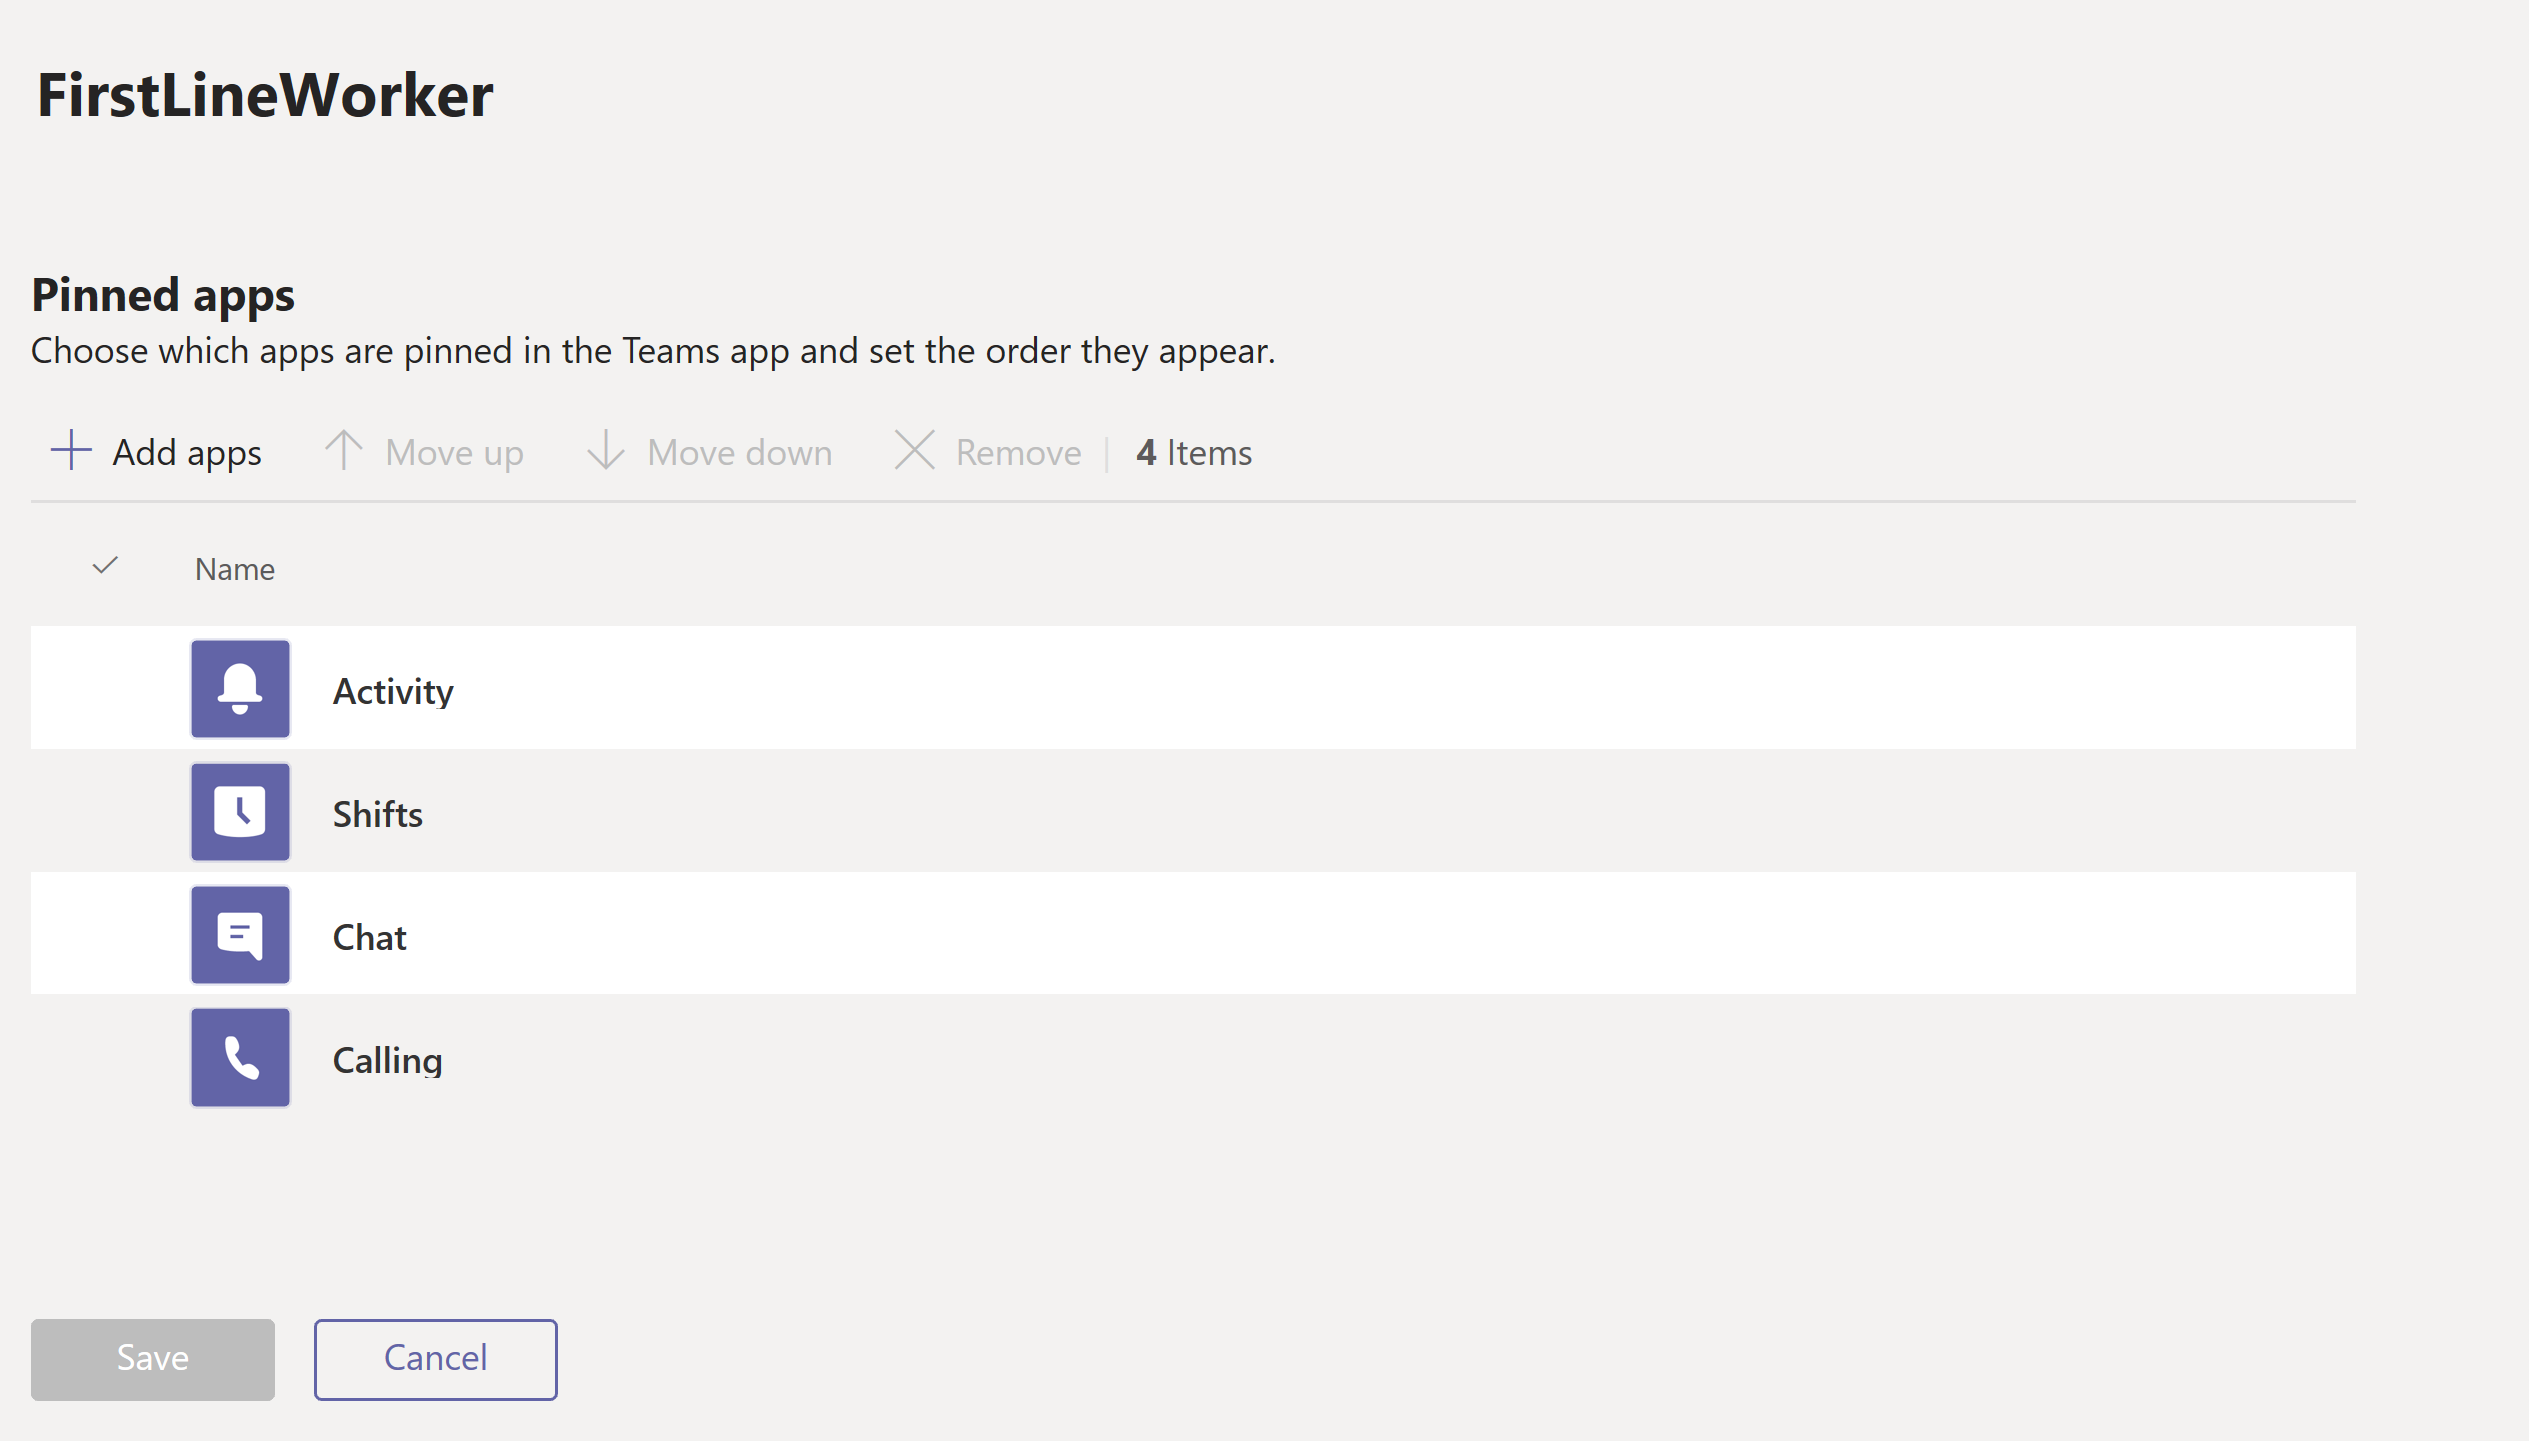 FirstLineWorker
Pinned apps
Choose which apps are pinned in the Teams app and set the order they appear.
Add apps Move up Move down Remove | 4 Items
Name
Activity
Shifts
Chat
Calling
Save Cancel